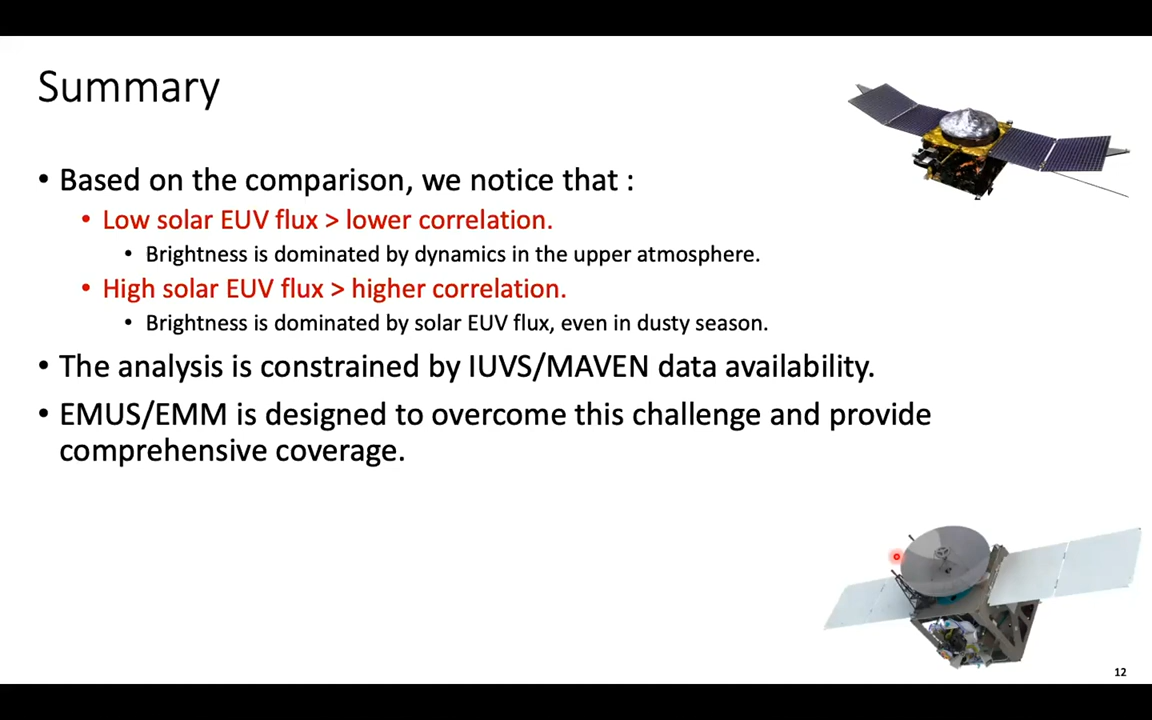 Summary
• Based on the comparison, we notice that :
• Low solar EUV flux > lower correlation.
• Brightness is dominated by dynamics in the upper atmosphere.
• High solar EUV flux > higher correlation.
• Brightness is dominated by solar EUV flux, even in dusty season.
• The analysis is constrained by IUVS/MAVEN data availability.
• EMUS/EMM is designed to overcome this challenge and provide
comprehensive coverage.
12